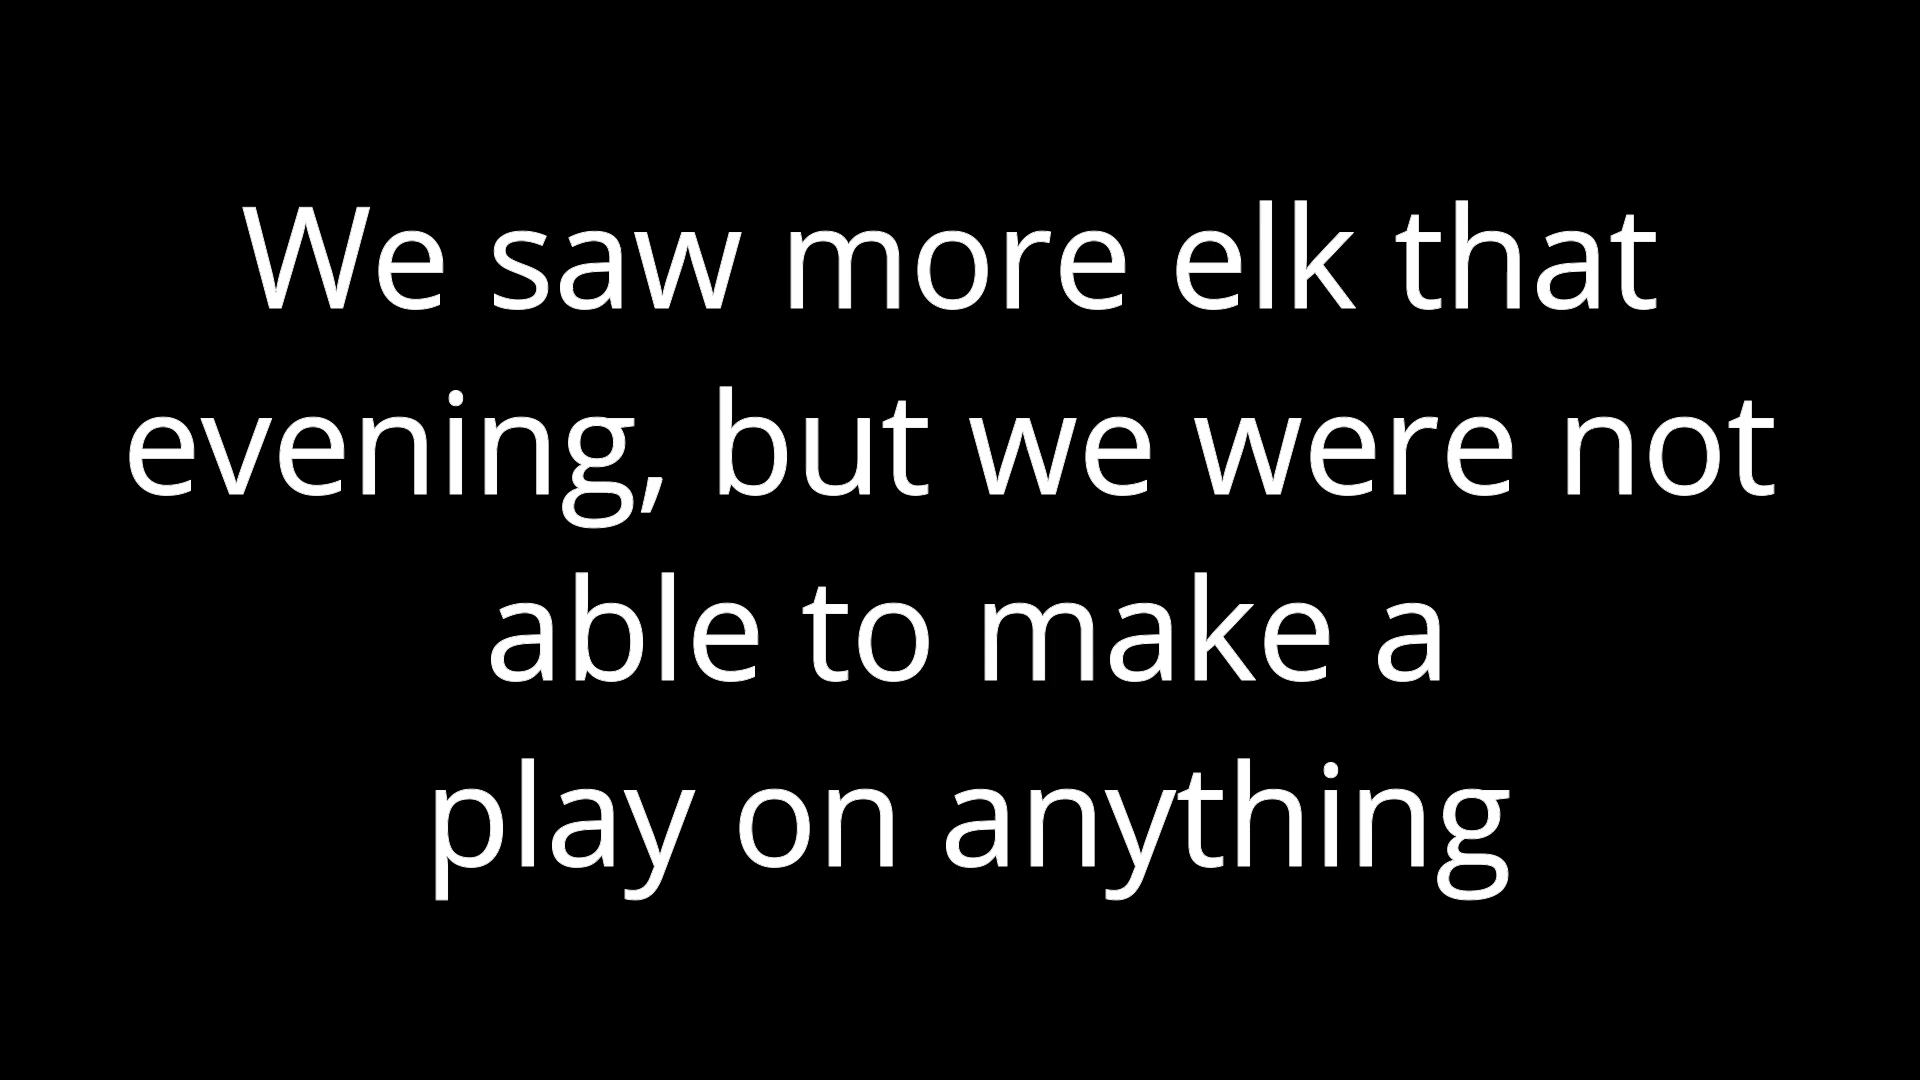 We saw more elk that
evening, but we were not
able to make a
play on anything